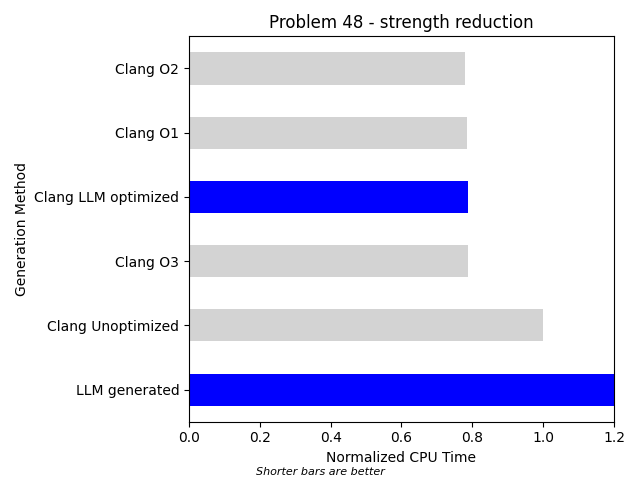 Problem 48 - strength reduction
Clang O2
Clang O1
Clang LLM optimized
Clang O3
Clang Unoptimized
LLM generated
Generation Method
0.0 0.2 0.4 0.6 0.8 1.0 1.2
Normalized CPU Time
Shorter bars are better